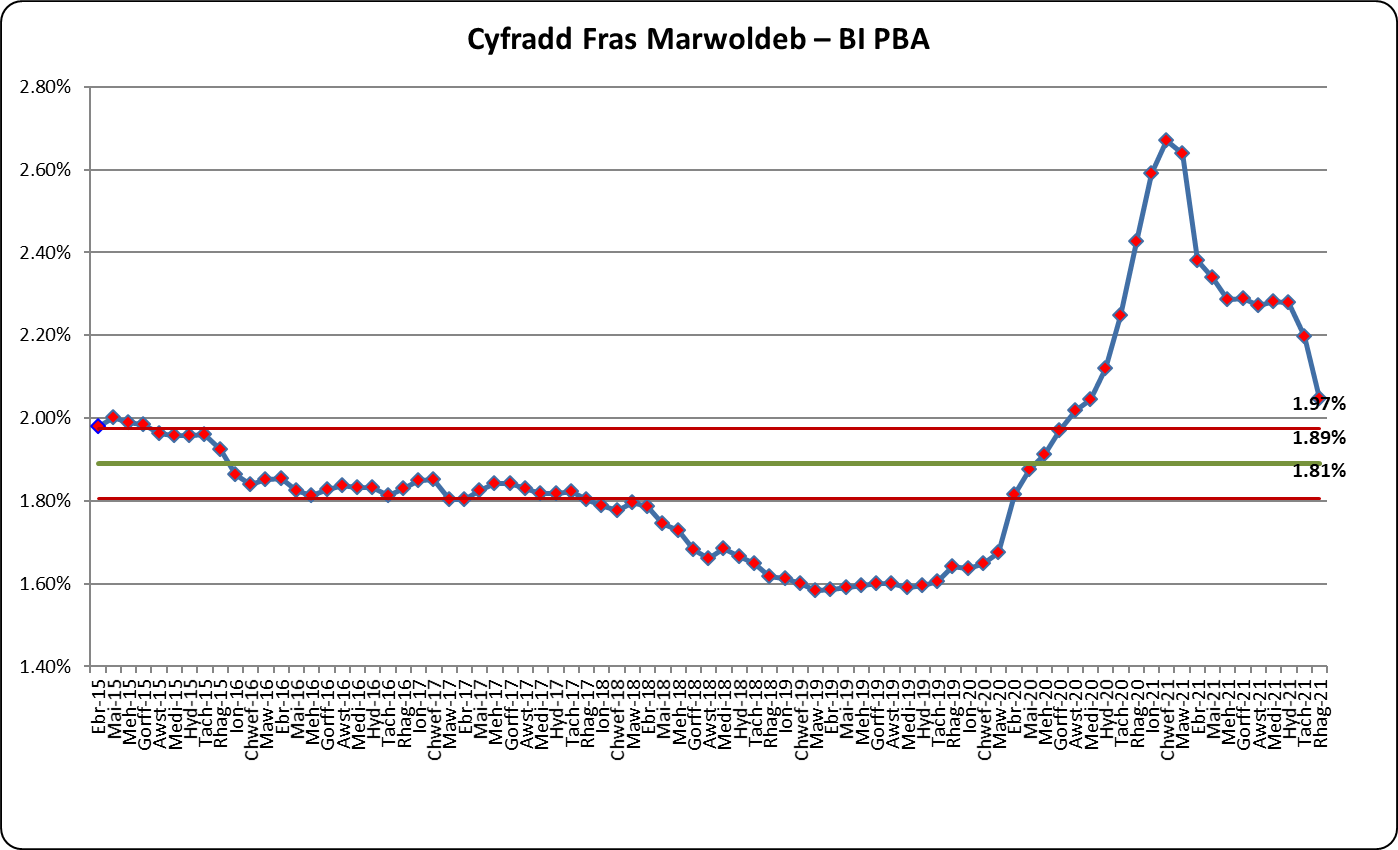 Cyfradd Fras Marwoldeb – BI PBA
2.80%
2.60%
2.40%
2.20%
2.00%
1.80%
1.60%
1.40%
1.97%
1.89%
1.81%
Ebr-15
Mai-15
Meh-15
Gorff-15
Awst-15
Medi-15
Hyd-15
Tach-15
Rhag-15
Ion-16
Chwef-16
Maw-16
Ebr-16
Mai-16
Meh-16
Gorff-16
Awst-16
Medi-16
Hyd-16
Tach-16
Rhag-16
Ion-17
Chwef-17
Maw-17
Ebr-17
Mai-17
Meh-17
Gorff-17
Awst-17
Medi-17
Hyd-17
Tach-17
Rhag-17
Ion-18
Chwef-18
Maw-18
Ebr-18
Mai-18
Meh-18
Gorff-18
Awst-18
Medi-18
Hyd-18
Tach-18
Rhag-18
Ion-19
Chwef-19
Maw-19
Ebr-19
Mai-19
Meh-19
Gorff-19
Awst-19
Medi-19
Hyd-19
Tach-19
Rhag-19
Ion-20
Chwef-20
Maw-20
Ebr-20
Mai-20
Meh-20
Gorff-20
Awst-20
Medi-20
Hyd-20
Tach-20
Rhag-20
Ion-21
Chwef-21
Maw-21
Ebr-21
Mai-21
Meh-21
Gorff-21
Awst-21
Medi-21
Hyd-21
Tach-21
Rhag-21